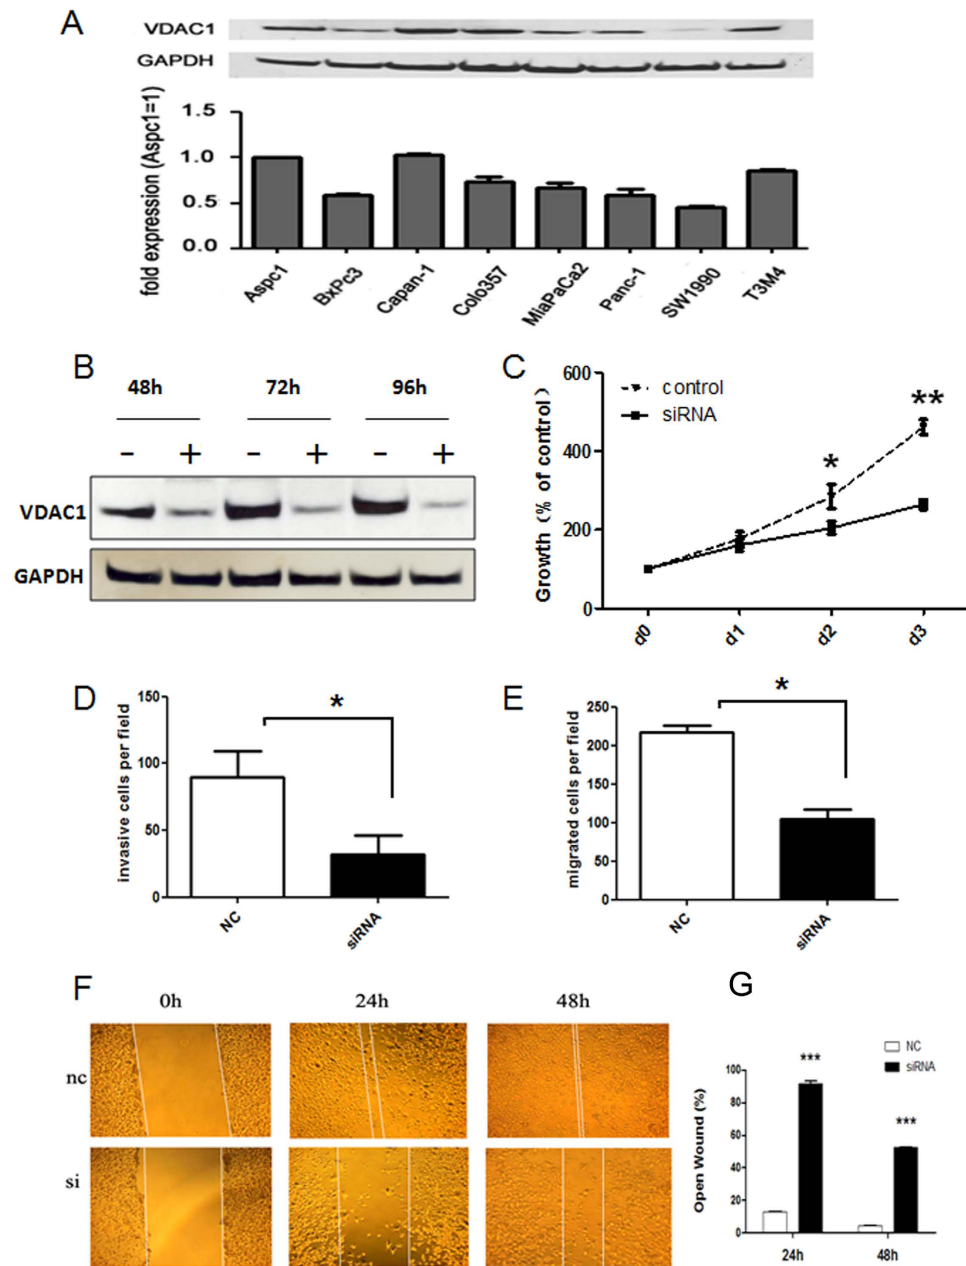 A
VDAC1
GAPDH
fold expression (Aspc1=1)
1.5
1.0
0.5
0.0
Aspc1
BxPc3
Capan-1
Colo357
MiaPaCa2
Panc-1
SW1990
T3M4
B
48h 72h 96h
- + - + - +
VDAC1
GAPDH
C
Growth (% of control)
600
400
200
0
control
siRNA
*
**
d0 d1 d2 d3
D
invasive cells per field
150
100
50
0
*
NC
siRNA
E
migrated cells per field
250
200
150
100
50
0
*
NC
siRNA
F
0h 24h 48h
nc
si
G
NC
siRNA
Open Wound (%)
100
80
60
40
20
0
***
***
24h 48h